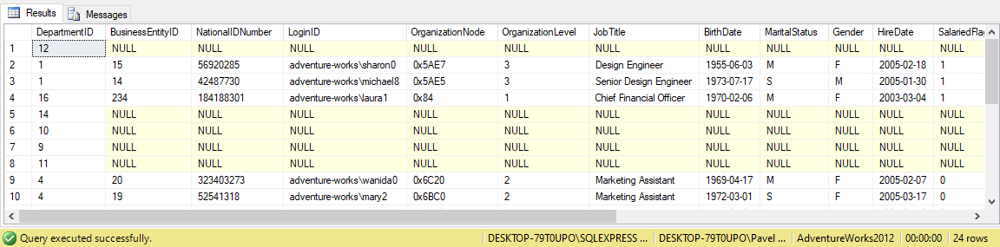 Results Messages
DepartmentID BusinessEntityID NationalIDNumber LoginID OrganizationNode OrganizationLevel JobTitle BirthDate MaritalStatus Gender HireDate SalariedFlag
1 12 NULL NULL NULL NULL NULL NULL NULL NULL NULL NULL NULL
2 1 15 56920285 adventure-works\sharon0 0x5AE7 3 Design Engineer 1955-06-03 M F 2005-02-18 1
3 1 14 42487730 adventure-works\michael8 0x5AE5 3 Senior Design Engineer 1973-07-17 S M 2005-01-30 1
4 16 234 184188301 adventure-works\laura1 0x84 1 Chief Financial Officer 1970-02-06 M F 2003-03-04 1
5 14 NULL NULL NULL NULL NULL NULL NULL NULL NULL NULL NULL
6 10 NULL NULL NULL NULL NULL NULL NULL NULL NULL NULL NULL
7 9 NULL NULL NULL NULL NULL NULL NULL NULL NULL NULL NULL
8 11 NULL NULL NULL NULL NULL NULL NULL NULL NULL NULL NULL
9 4 20 323403273 adventure-works\wanida0 0x6C20 2 Marketing Assistant 1969-04-17 M F 2005-02-07 0
10 4 19 52541318 adventure-works\mary2 0x6BC0 2 Marketing Assistant 1972-03-01 S F 2005-03-17 0
Query executed successfully. DESKTOP-79T0UPO\SQLEXPRESS ... DESKTOP-79T0UPO\Pavel ... AdventureWorks2012 00:00:00 24 rows